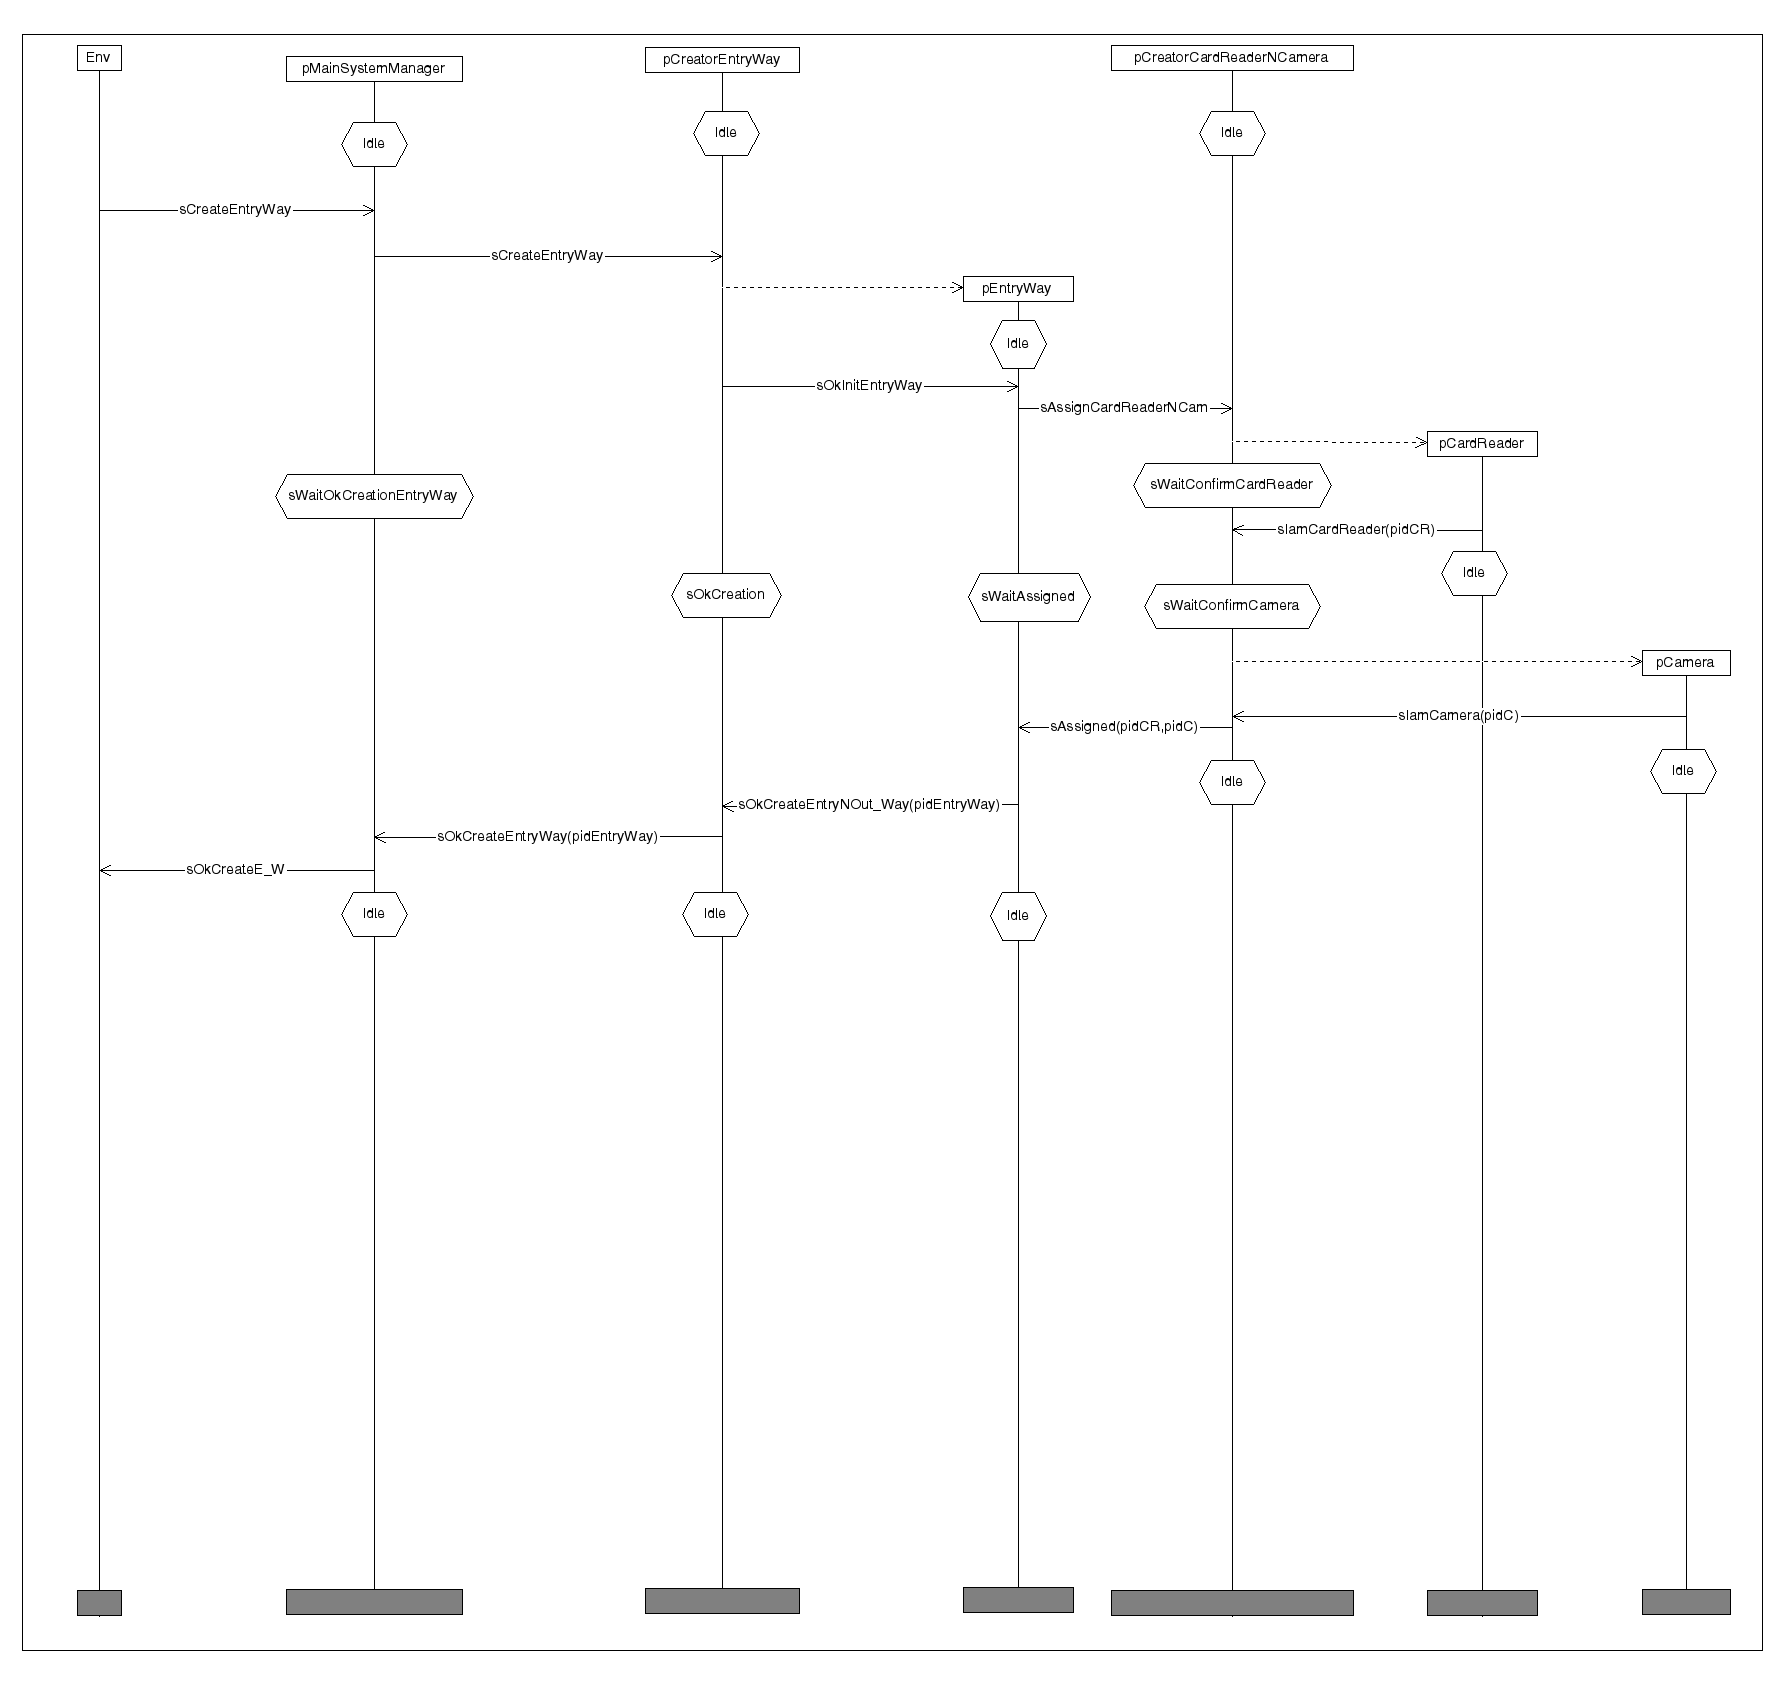 Env
pMainSystemManager
pCreatorEntryWay
pCreatorCardReaderNCamera
Idle
Idle
Idle
sCreateEntryWay
sCreateEntryWay
pEntryWay
Idle
sOkInitEntryWay
sAssignCardReaderNCam
pCardReader
sWaitConfirmCardReader
sWaitOkCreationEntryWay
sIamCardReader(pidCR)
Idle
sOkCreation
sWaitAssigned
sWaitConfirmCamera
pCamera
sIamCamera(pidC)
sAssigned(pidCR,pidC)
Idle
Idle
sOkCreateEntryNOut_Way(pidEntryWay)
sOkCreateEntryWay(pidEntryWay)
sOkCreateE_W
Idle
Idle
Idle